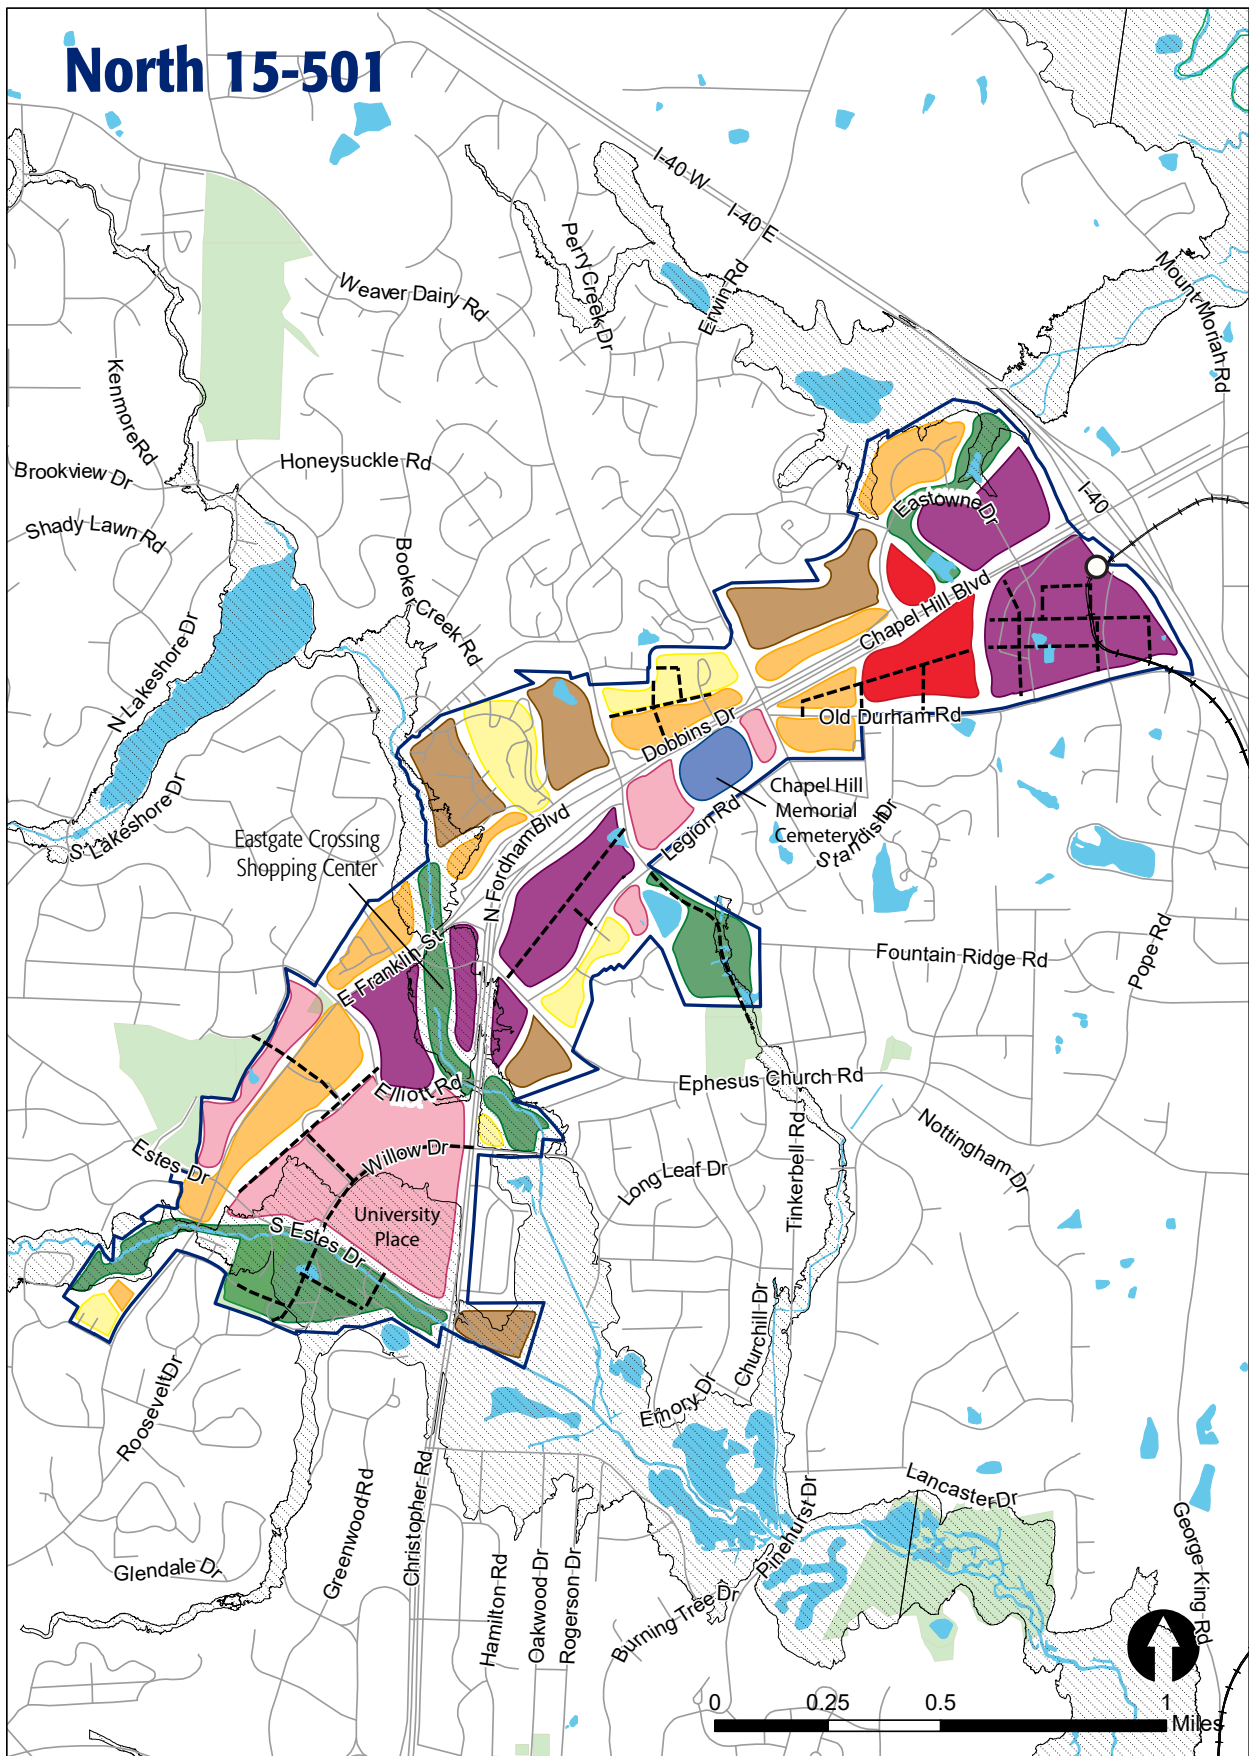 North 15-501
I-40 W
I-40 E
Perry Creek Dr
Erwin Rd
Mount Moriah Rd
Weaver Dairy Rd
Kenmore Rd
Honeysuckle Rd
Brookview Dr
Eastowne Dr
I-40
Shady Lawn Rd
Booker Creek Rd
Chapel Hill Blvd
N Lakeshore Dr
Old Durham Rd
Dobbins Dr
Chapel Hill
Memorial
Cemetery
S Lakeshore Dr
Legion Rd
Standish Dr
N Fordham Blvd
Eastgate Crossing
Shopping Center
E Franklin St
Fountain Ridge Rd
Pope Rd
Elliott Rd
Ephesus Church Rd
Estes Dr
Willow Dr
Long Leaf Dr
Tinkerbell Rd
Nottingham Dr
University
Place
S Estes Dr
Churchill Dr
Roosevelt Dr
Emory Dr
Greenwood Rd
Christopher Rd
Lancaster Dr
Pinehurst Dr
George King Rd
Glendale Dr
Hamilton Rd
Oakwood Dr
Rogerson Dr
Burning Tree Dr
0 0.25 0.5 1
Miles